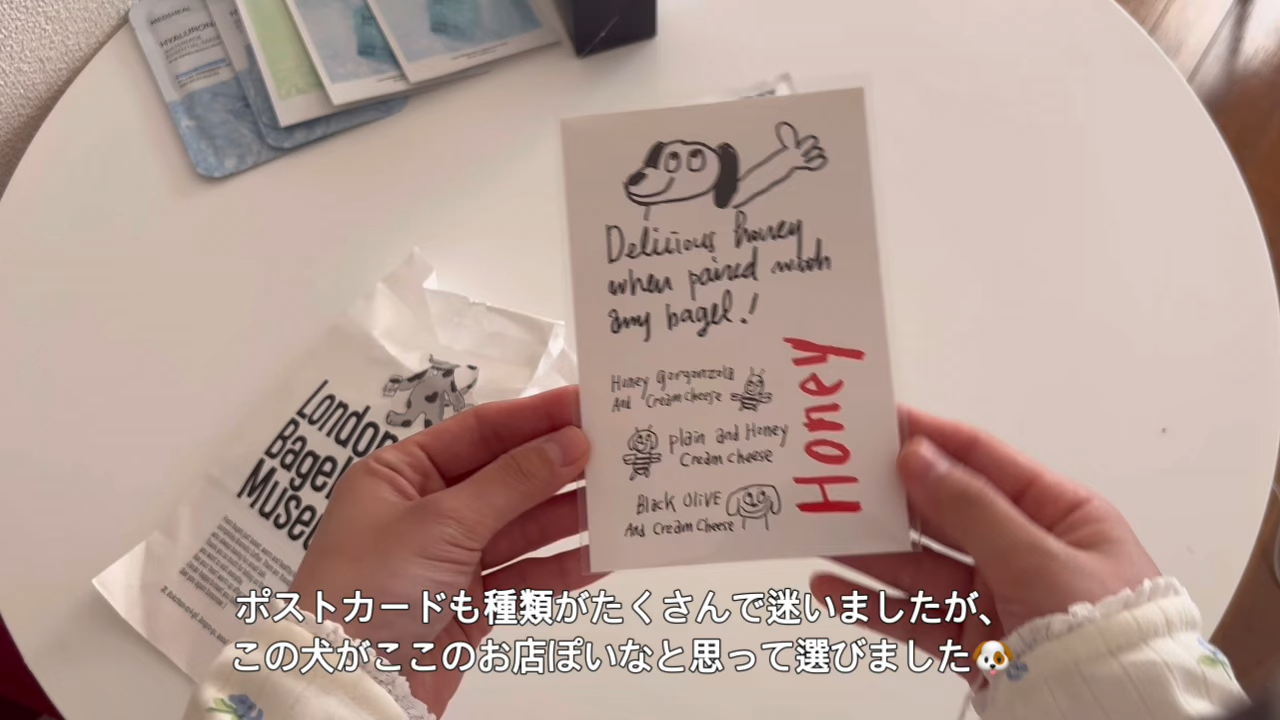 MEDIHEAL
Delicious honey
when paired with
any bagel!
Honey gorgonzola
And Cream cheese
plain and Honey
Cream cheese
Black OliVE
And Cream Cheese
Honey
London
Bagel
Museu
ポストカードも種類がたくさんで迷いましたが、
この犬がここのお店ぽいなと思って選びました🐶